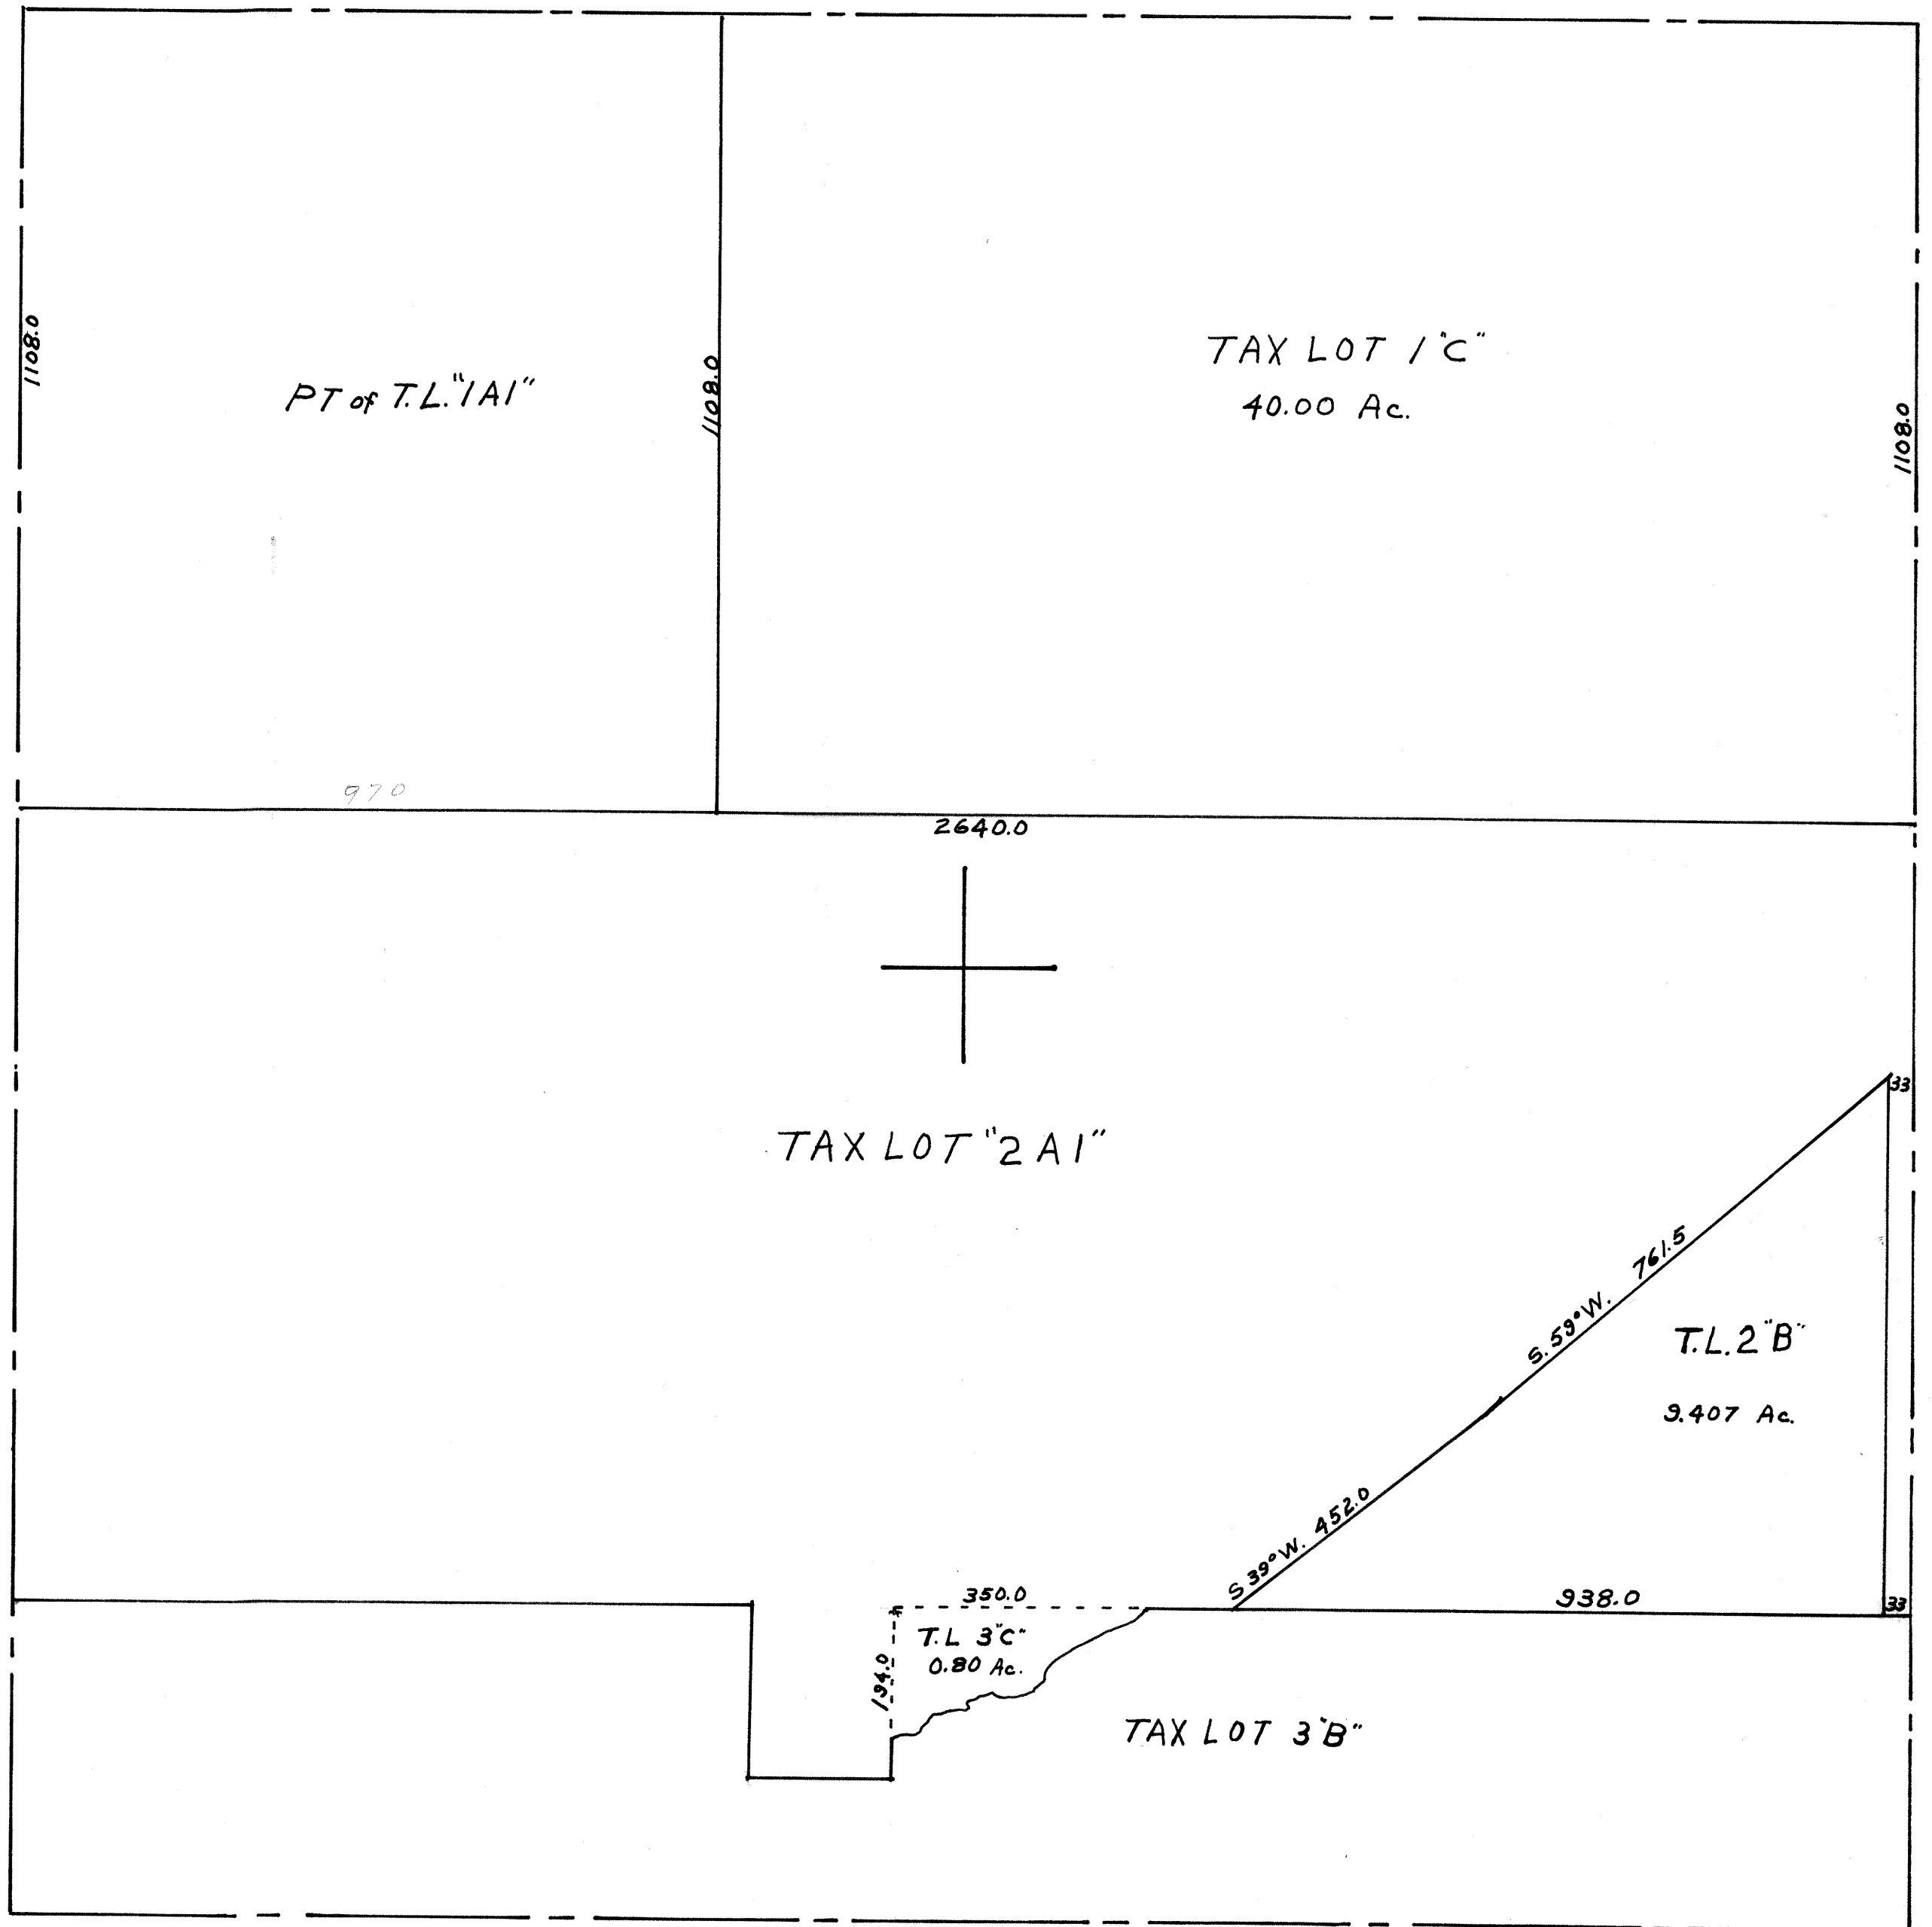 1108.0
PT of T.L."1A1"
1108.0
TAX LOT 1"C"
40.00 Ac.
1108.0
970
2640.0
TAX LOT "2A1"
33
S. 59°W. 761.5
T.L.2"B"
9.407 Ac.
S 39°W. 452.0
350.0
938.0
33
T.L 3"C"
0.80 Ac.
194.0
TAX LOT 3"B"